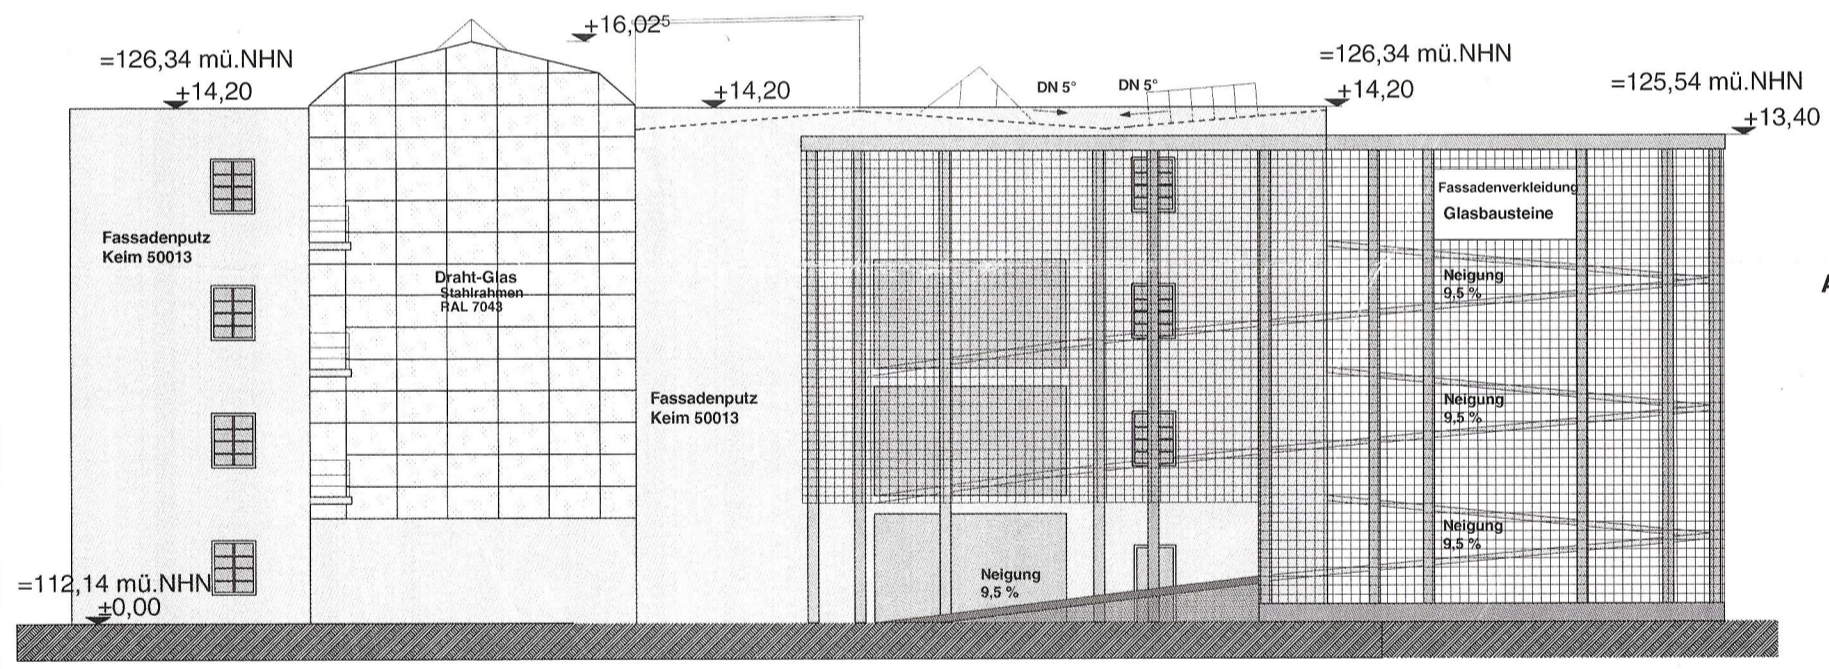 +16,02⁵
=126,34 mü.NHN
+14,20
+14,20
DN 5°
DN 5°
=126,34 mü.NHN
+14,20
=125,54 mü.NHN
+13,40
Fassadenputz
Keim 50013
Draht-Glas
Stahlrahmen
RAL 7043
Fassadenputz
Keim 50013
Fassadenverkleidung
Glasbausteine
Neigung
9,5 %
Neigung
9,5 %
Neigung
9,5 %
Neigung
9,5 %
=112,14 mü.NHN
±0,00